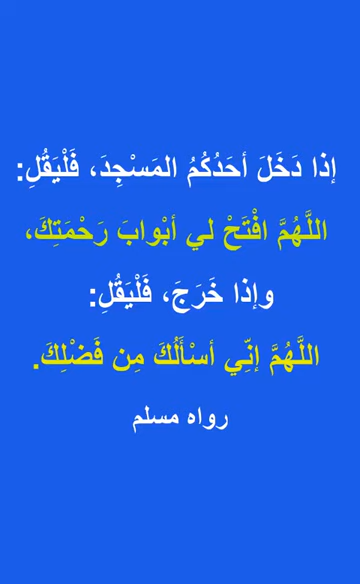 إذا دَخَلَ أحَدُكُمُ المَسْجِدَ، فَلْيَقُلِ:
اللَّهُمَّ افْتَحْ لي أبْوابَ رَحْمَتِكَ،
وإذا خَرَجَ، فَلْيَقُلِ:
اللَّهُمَّ إنِّي أسْأَلُكَ مِن فَضْلِكَ.
رواه مسلم